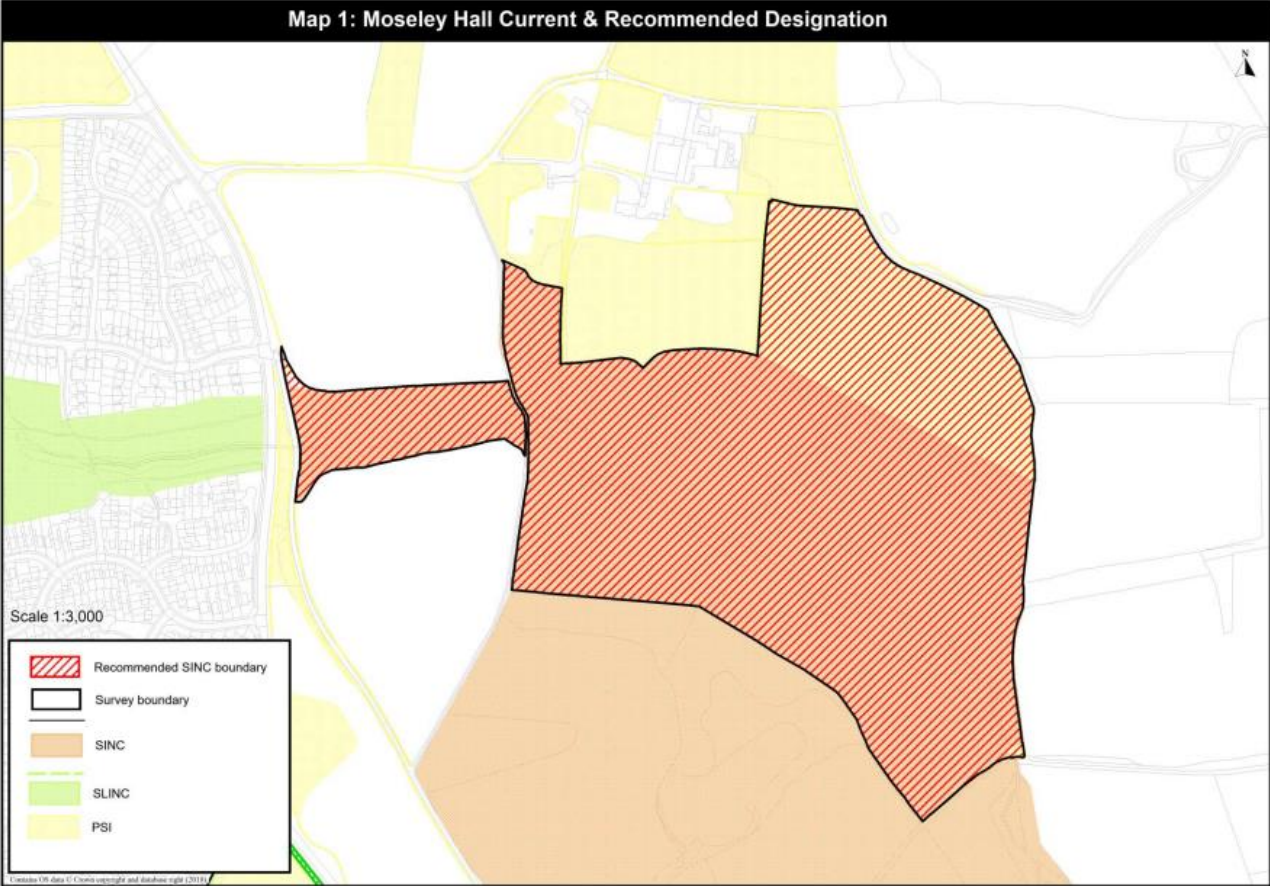 Map 1: Moseley Hall Current & Recommended Designation
N
Scale 1:3,000
Recommended SINC boundary
Survey boundary
SINC
SLINC
PSI
Contains OS data © Crown copyright and database right (2018)